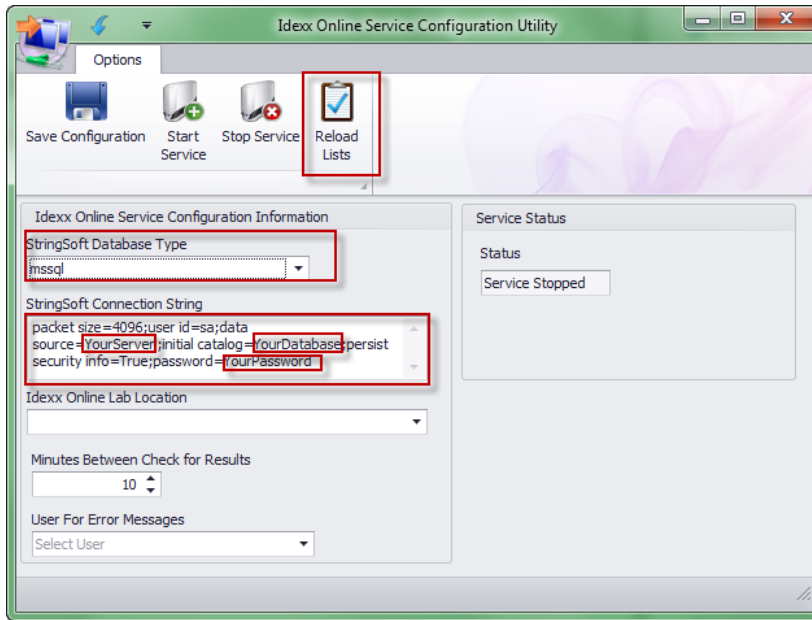 Idexx Online Service Configuration Utility
Options
Save Configuration
Start
Service
Stop Service
Reload
Lists
Idexx Online Service Configuration Information
StringSoft Database Type
mssql
StringSoft Connection String
packet size=4096;user id=sa;data
source=YourServer;initial catalog=YourDatabase;persist
security info=True;password=YourPassword
Idexx Online Lab Location
Minutes Between Check for Results
10
User For Error Messages
Select User
Service Status
Status
Service Stopped